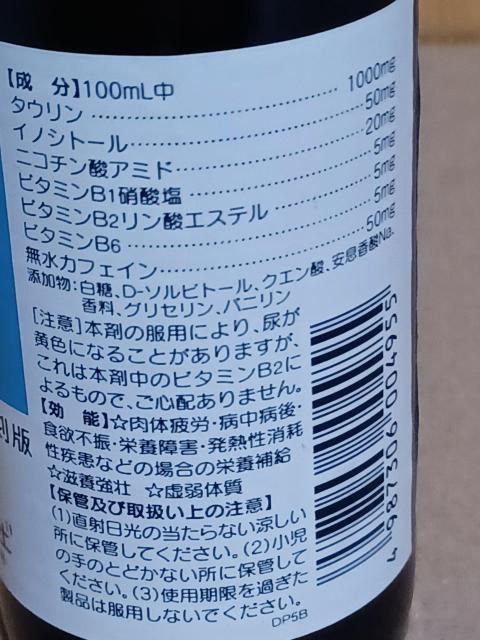 【成　分】100mL中
タウリン………………………………1000mg
イノシトール…………………………50mg
ニコチン酸アミド……………………20mg
ビタミンB1硝酸塩……………………5mg
ビタミンB2リン酸エステル…………5mg
ビタミンB6……………………………5mg
無水カフェイン………………………50mg
添加物:白糖、D-ソルビトール、クエン酸、安息香酸Na、
香料、グリセリン、バニリン
[注意]本剤の服用により、尿が
黄色になることがありますが、
これは本剤中のビタミンB2に
よるもので、ご心配ありません。
【効　能】☆肉体疲労・病中病後・
食欲不振・栄養障害・発熱性消耗
性疾患などの場合の栄養補給
☆滋養強壮 ☆虚弱体質
【保管及び取扱い上の注意】
(1)直射日光の当たらない涼しい
所に保管してください。(2)小児
の手のとどかない所に保管して
ください。(3)使用期限を過ぎた
製品は服用しないでください。
DP5B
4 987306 004955
版